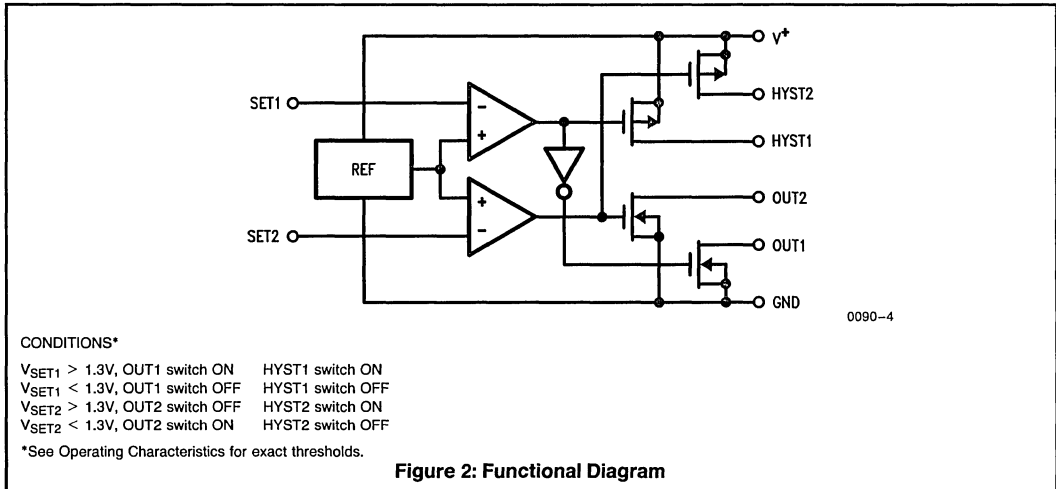 V+
HYST2
SET1
-
+
HYST1
REF
+
-
OUT2
SET2
OUT1
GND
0090-4
CONDITIONS*
VSET1 > 1.3V, OUT1 switch ON HYST1 switch ON
VSET1 < 1.3V, OUT1 switch OFF HYST1 switch OFF
VSET2 > 1.3V, OUT2 switch OFF HYST2 switch ON
VSET2 < 1.3V, OUT2 switch ON HYST2 switch OFF
*See Operating Characteristics for exact thresholds.
Figure 2: Functional Diagram